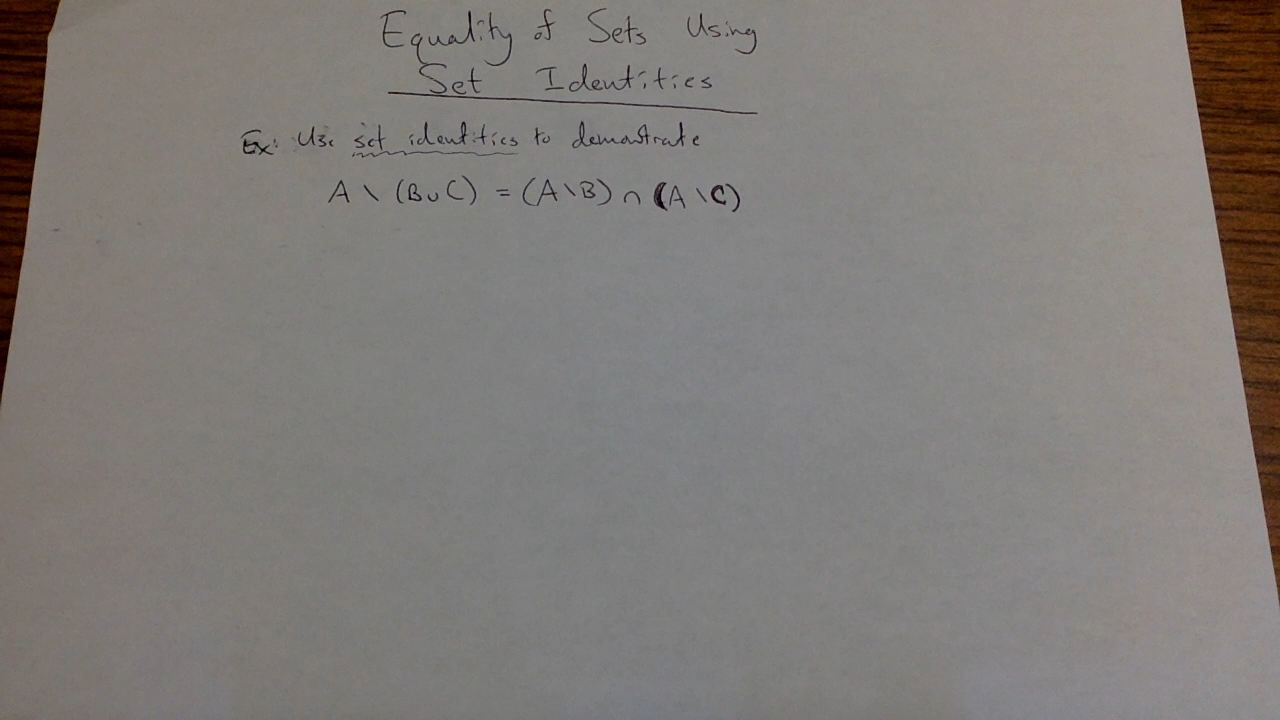 Equality of Sets Using
Set Identities
Ex: Use set identities to demonstrate
A \ (B∪C) = (A\B) ∩ (A\C)